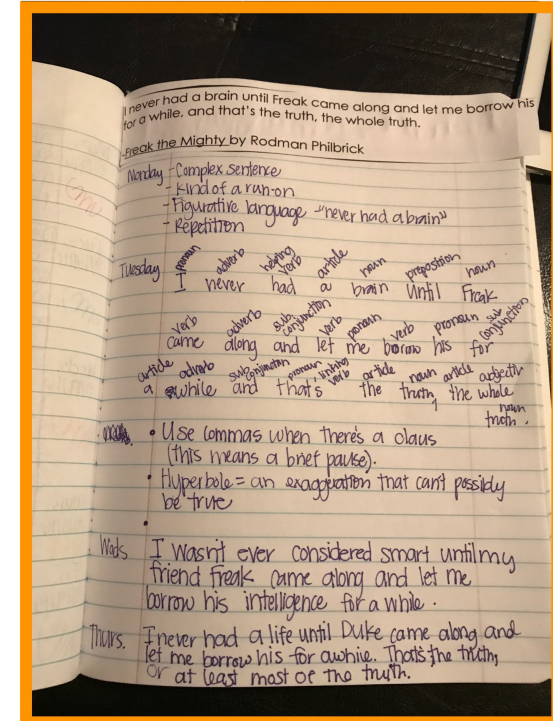 I never had a brain until Freak came along and let me borrow his
for a while, and that's the truth, the whole truth.
-Freak the Mighty by Rodman Philbrick
Monday - Complex sentence
- Kind of a run-on
- Figurative language - "never had a brain"
- Repetition
pronoun adverb helping verb article noun preposition noun
Tuesday I never had a brain until Freak
verb adverb sub conjunction verb pronoun verb pronoun sub conjunction
came along and let me borrow his for
article adverb sub conjunction pronoun linking verb article noun article adjectiv
a while and that's the truth, the whole
noun
truth.
• Use commas when there's a claus
(this means a brief pause).
• Hyperbole = an exaggeration that can't possibly
be true
•
Weds. I wasn't ever considered smart until my
friend freak came along and let me
borrow his intelligence for a while.
Thurs. I never had a life until Duke came along and
let me borrow his for awhie. That's the truth,
or at least most of the truth.